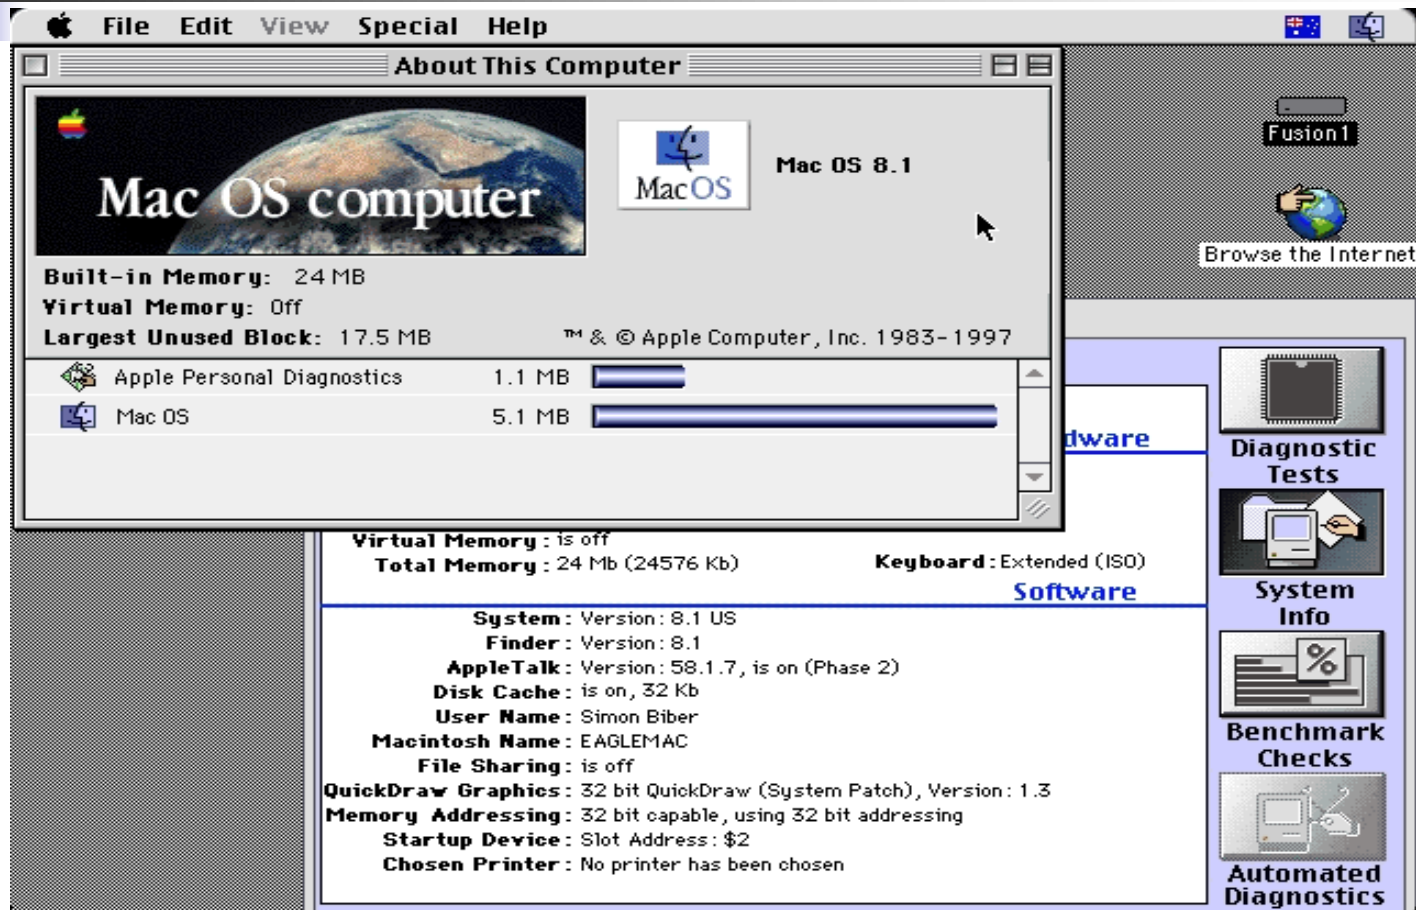 File Edit View Special Help
About This Computer
Mac OS computer
MacOS
Mac OS 8.1
Built-in Memory: 24 MB
Virtual Memory: Off
Largest Unused Block: 17.5 MB ™ & © Apple Computer, Inc. 1983-1997
Apple Personal Diagnostics 1.1 MB
Mac OS 5.1 MB
Fusion1
Browse the Internet
dware
Virtual Memory : is off
Total Memory : 24 Mb (24576 Kb) Keyboard : Extended (ISO)
Software
System : Version : 8.1 US
Finder : Version : 8.1
AppleTalk : Version : 58.1.7, is on (Phase 2)
Disk Cache : is on, 32 Kb
User Name : Simon Biber
Macintosh Name : EAGLEMAC
File Sharing : is off
QuickDraw Graphics : 32 bit QuickDraw (System Patch), Version : 1.3
Memory Addressing : 32 bit capable, using 32 bit addressing
Startup Device : Slot Address : $2
Chosen Printer : No printer has been chosen
Diagnostic
Tests
System
Info
%
Benchmark
Checks
Automated
Diagnostics